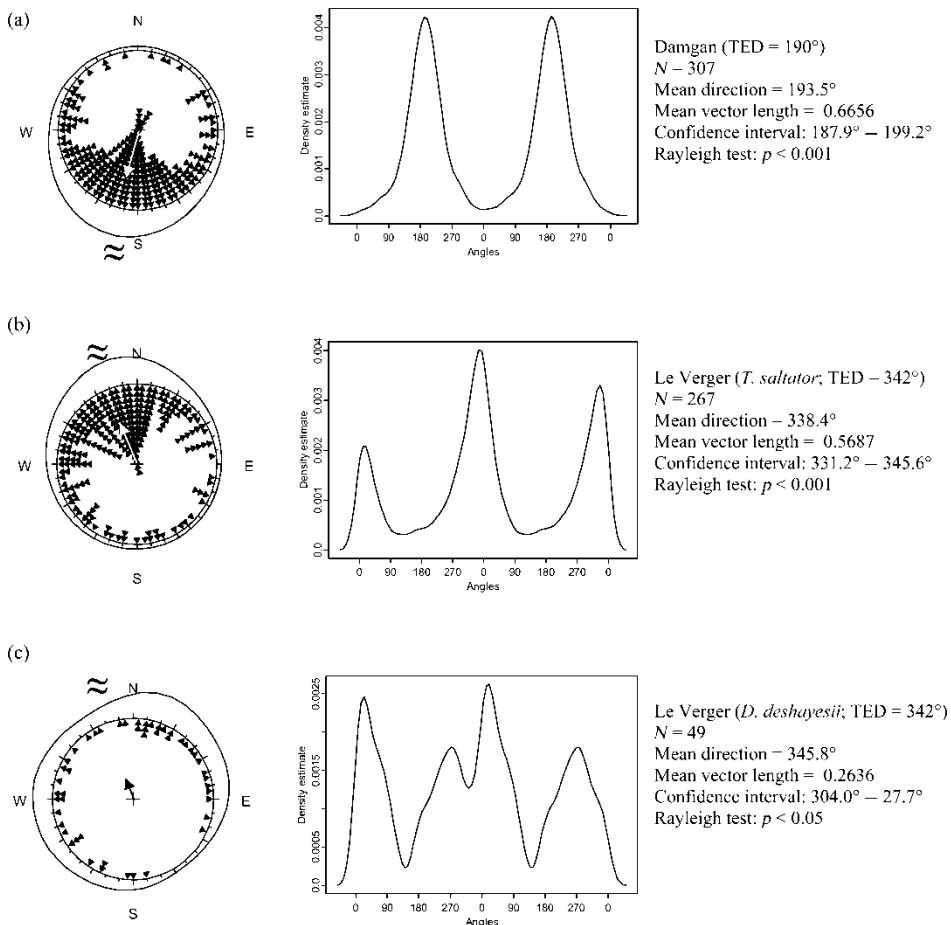 (a)
N
W
E
S
0.004
0.003
0.002
0.001
0.0
Density estimate
0 90 180 270 0 90 180 270 0
Angles
Damgan (TED = 190°)
N – 307
Mean direction = 193.5°
Mean vector length = 0.6656
Confidence interval: 187.9° – 199.2°
Rayleigh test: p < 0.001
(b)
N
W
E
S
0.004
0.003
0.002
0.001
0.0
Density estimate
0 90 180 270 0 90 180 270 0
Angles
Le Verger (T. saltator; TED – 342°)
N = 267
Mean direction – 338.4°
Mean vector length = 0.5687
Confidence interval: 331.2° – 345.6°
Rayleigh test: p < 0.001
(c)
N
W
E
S
0.0025
0.0015
0.0005
0.0
Density estimate
0 90 180 270 0 90 180 270 0
Angles
Le Verger (D. deshayesii; TED = 342°)
N = 49
Mean direction = 345.8°
Mean vector length = 0.2636
Confidence interval: 304.0° – 27.7°
Rayleigh test: p < 0.05